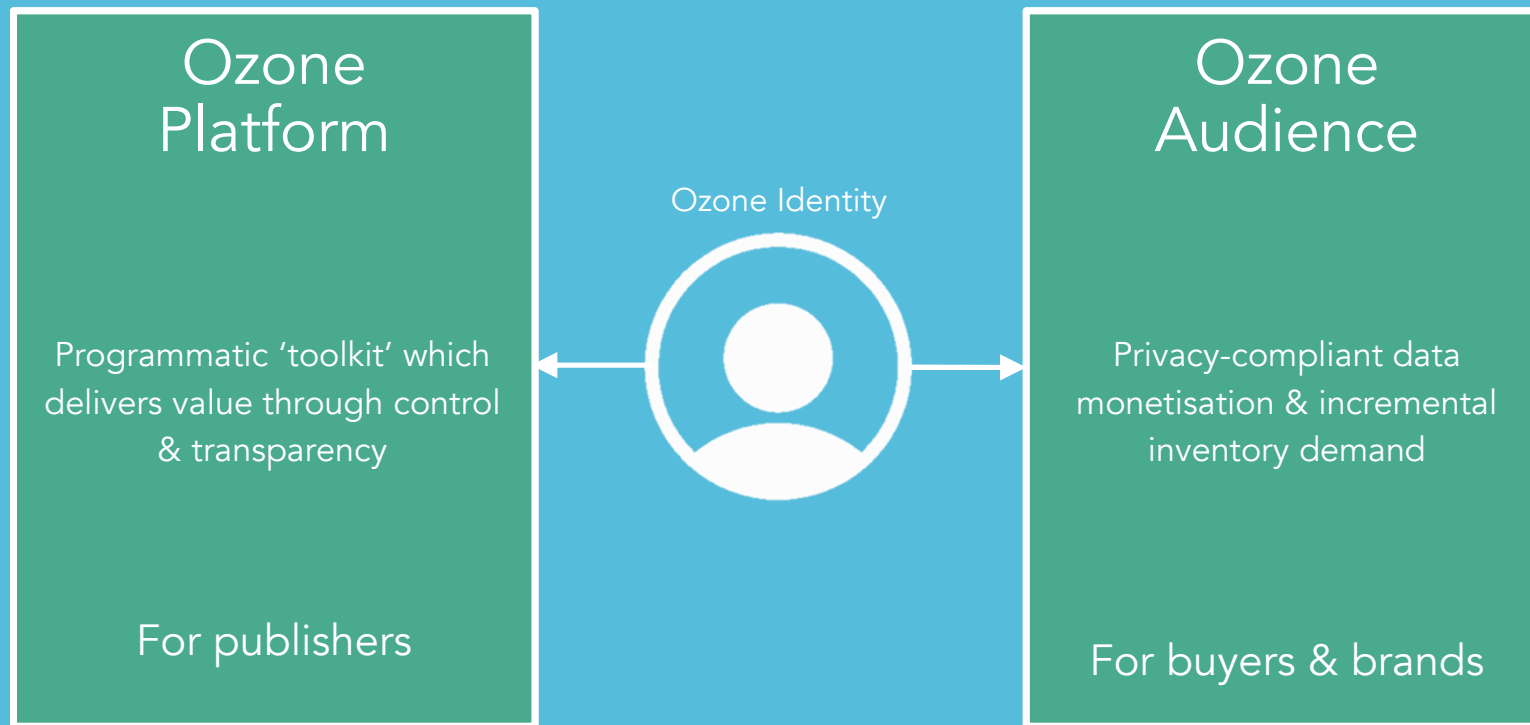 Ozone
Platform
Programmatic ‘toolkit’ which
delivers value through control
& transparency
For publishers
Ozone Identity
Ozone
Audience
Privacy-compliant data
monetisation & incremental
inventory demand
For buyers & brands